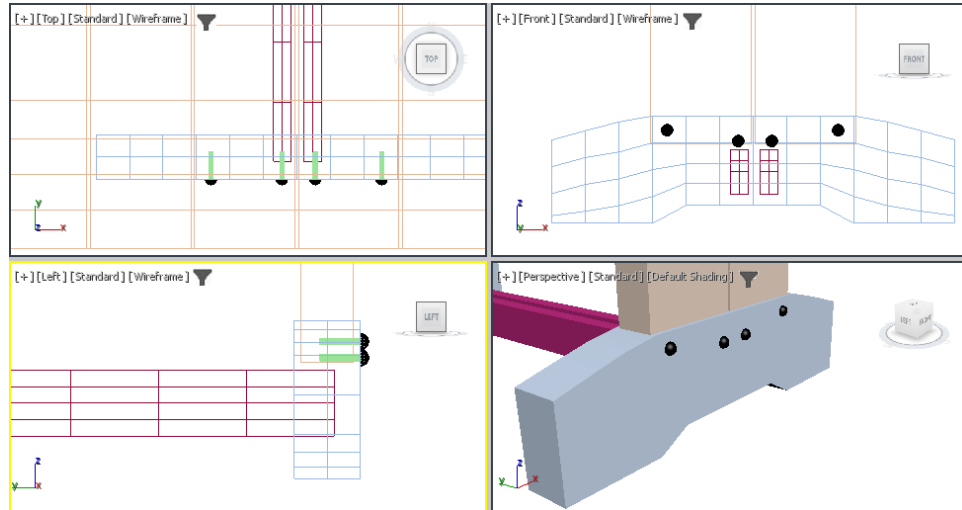 [+] [Top] [Standard] [Wireframe]
TOP
y
z
x
[+] [Front] [Standard] [Wireframe]
FRONT
z
y
x
[+] [Left] [Standard] [Wireframe]
LEFT
z
y
x
[+] [Perspective] [Standard] [Default Shading]
z
y
x